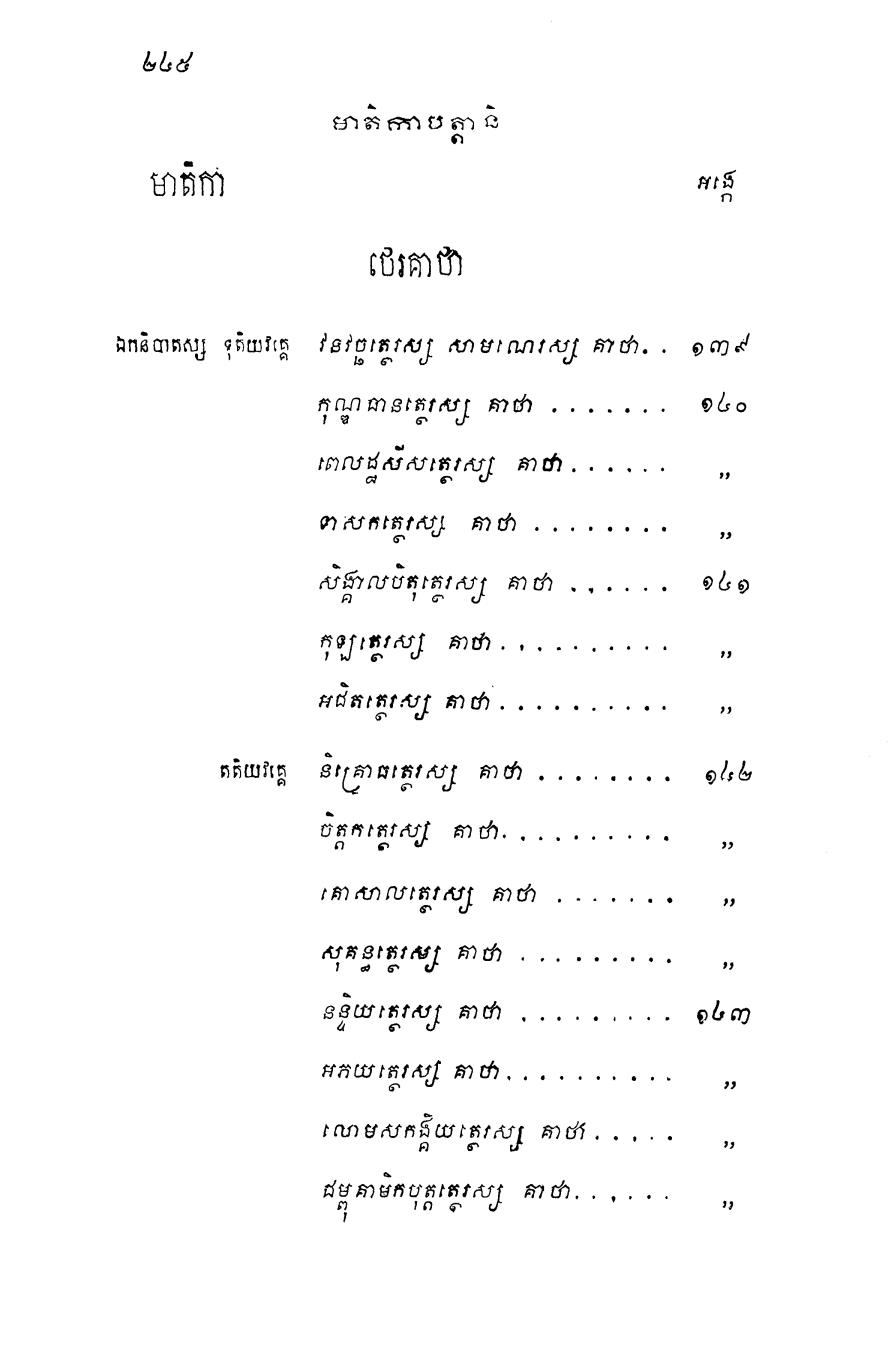 ២៤៥
មាតិកាបត្តានិ
មាតិកា អង្កេ
ថេរគាថា
ឯកនិបាតស្ស ទុតិយវគ្គេ វនវច្ឆត្ថេរស្ស សាមណេរស្ស គាថា. . ១៣៩
កុណ្ឌធានត្ថេរស្ស គាថា . . . . . . . ១៤០
ពេលដ្ឋសីសត្ថេរស្ស គាថា . . . . . . ,,
ទាសកត្ថេរស្ស គាថា . . . . . . . . ,,
សិង្គាលបិតុត្ថេរស្ស គាថា . . . . . . ១៤១
កុឡត្ថេរស្ស គាថា . . . . . . . . . . ,,
អជិតត្ថេរស្ស គាថា . . . . . . . . . . ,,
តតិយវគ្គេ និគ្រោធត្ថេរស្ស គាថា . . . . . . . . ១៤២
ចិត្តកត្ថេរស្ស គាថា. . . . . . . . . . ,,
គោសាលត្ថេរស្ស គាថា . . . . . . . ,,
សុគន្ធត្ថេរស្ស គាថា . . . . . . . . . ,,
នន្ទិយត្ថេរស្ស គាថា . . . . . . . . . ១៤៣
អភយត្ថេរស្ស គាថា. . . . . . . . . . ,,
លោមសកង្គិយត្ថេរស្ស គាថា . . . . . ,,
ជម្ពុគាមិកបុត្តត្ថេរស្ស គាថា. . . . . . ,,